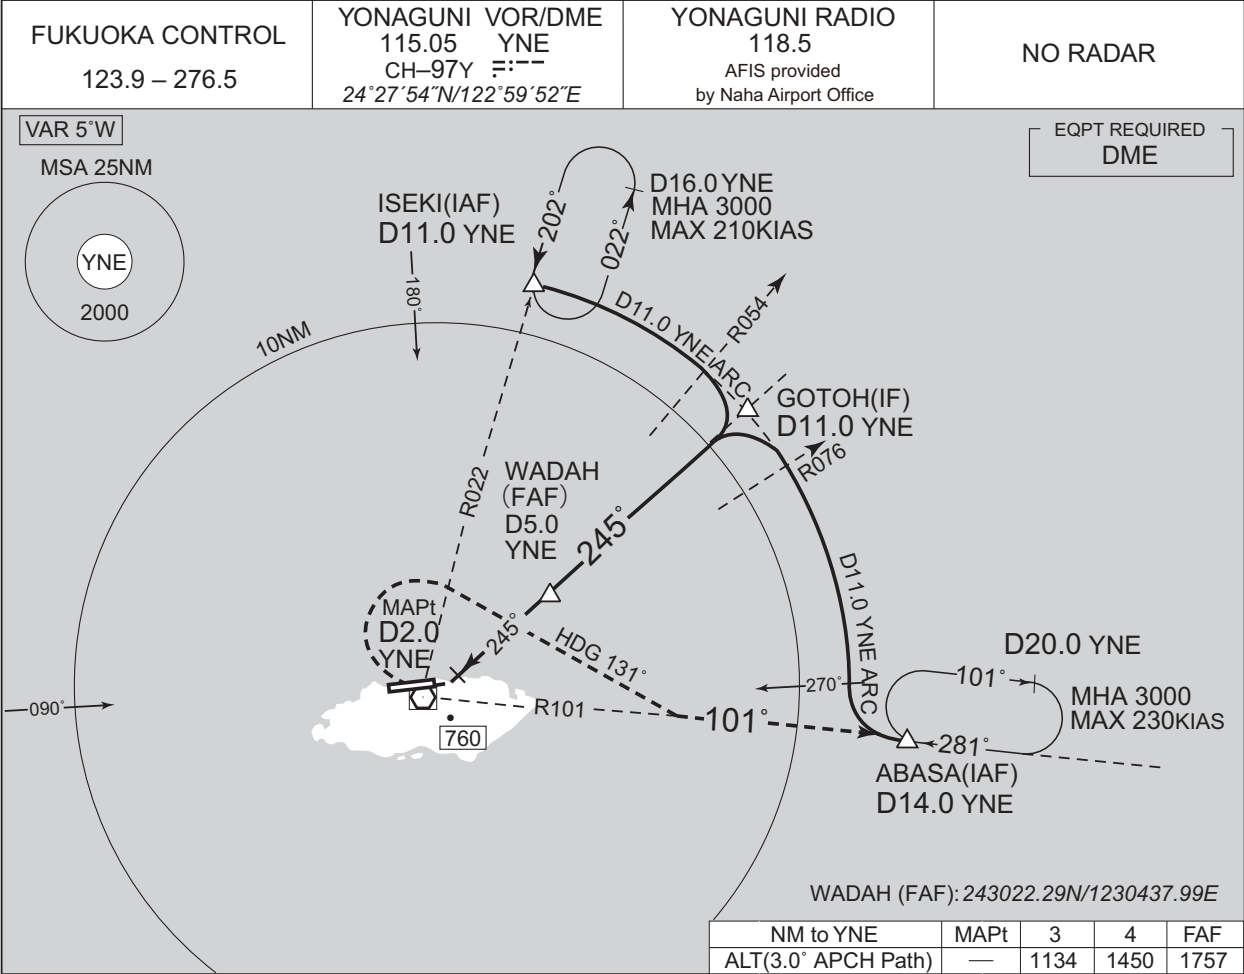 FUKUOKA CONTROL
123.9 – 276.5
YONAGUNI VOR/DME
115.05 YNE
CH–97Y
24°27´54˝N/122°59´52˝E
YONAGUNI RADIO
118.5
AFIS provided
by Naha Airport Office
NO RADAR
VAR 5°W
MSA 25NM
YNE
2000
EQPT REQUIRED
DME
ISEKI(IAF)
D11.0 YNE
202°
022°
D16.0 YNE
MHA 3000
MAX 210KIAS
180°
10NM
D11.0 YNE ARC
R054
GOTOH(IF)
D11.0 YNE
R076
R022
WADAH
(FAF)
D5.0
YNE
245°
D11.0 YNE ARC
MAPt
D2.0
YNE
245°
HDG 131°
D20.0 YNE
101°
MHA 3000
MAX 230KIAS
270°
090°
R101
101°
281°
760
ABASA(IAF)
D14.0 YNE
WADAH (FAF): 243022.29N/1230437.99E
NM to YNE MAPt 3 4 FAF
ALT(3.0° APCH Path) — 1134 1450 1757